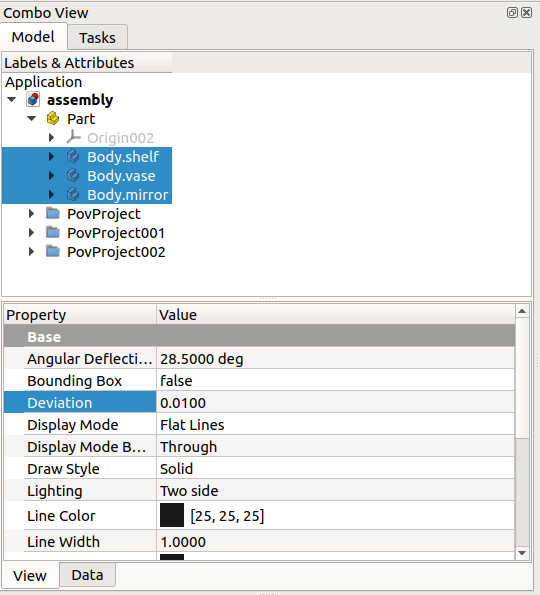 Combo View
Model Tasks
Labels & Attributes
Application
assembly
Part
Origin002
Body.shelf
Body.vase
Body.mirror
PovProject
PovProject001
PovProject002
Property Value
Base
Angular Deflecti... 28.5000 deg
Bounding Box false
Deviation 0.0100
Display Mode Flat Lines
Display Mode B... Through
Draw Style Solid
Lighting Two side
Line Color [25, 25, 25]
Line Width 1.0000
View Data